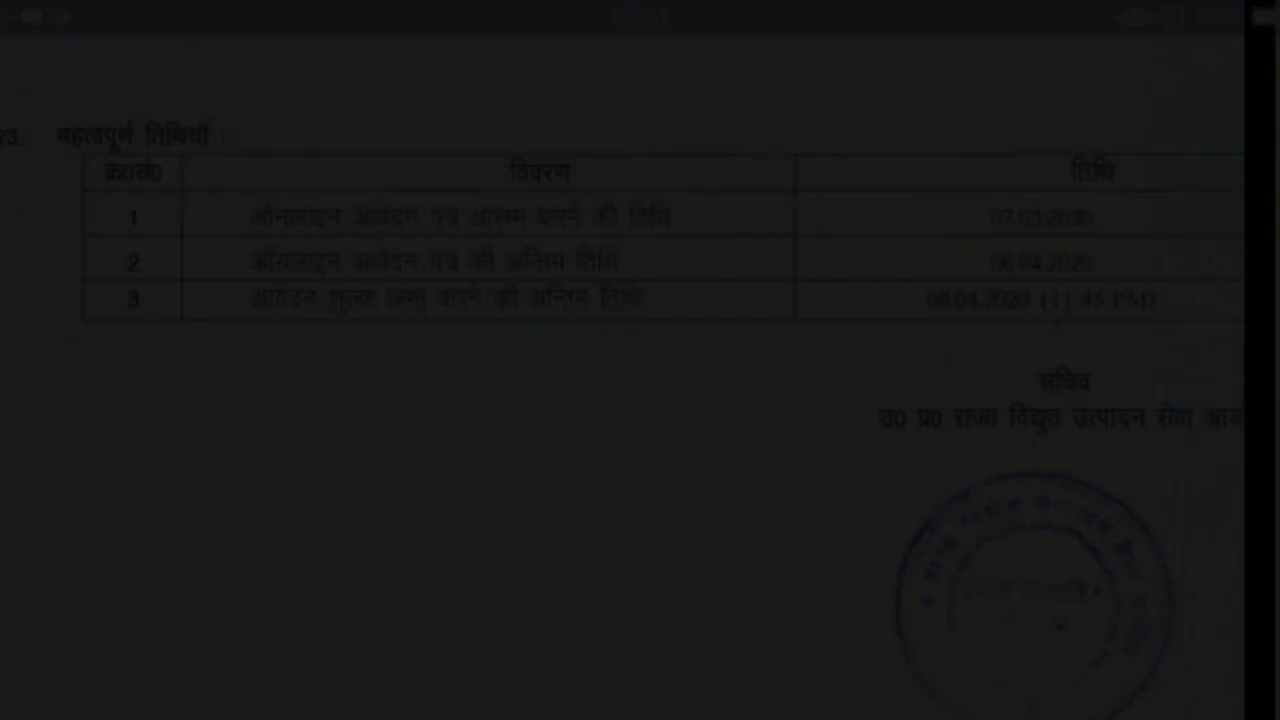 23. महत्वपूर्ण तिथियाँ :
क्र0सं0 विवरण तिथि
1 ऑनलाइन आवेदन पत्र आरम्भ करने की तिथि 07.03.2020
2 ऑनलाइन आवेदन पत्र की अन्तिम तिथि 06.04.2020
3 आवेदन शुल्क जमा करने की अन्तिम तिथि 08.04.2020 (11:45 PM)
सचिव
उ0 प्र0 राज्य विद्युत उत्पादन सेवा